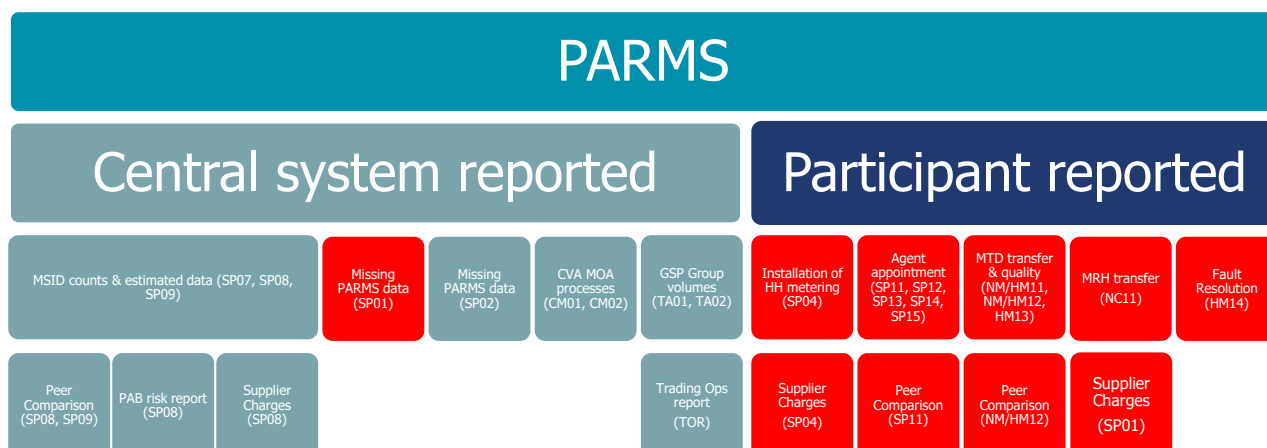 PARMS
Central system reported
Participant reported
MSID counts & estimated data (SP07, SP08,
SP09)
Missing
PARMS data
(SP01)
Missing
PARMS data
(SP02)
CVA MOA
processes
(CM01, CM02)
GSP Group
volumes
(TA01, TA02)
Installation of
HH metering
(SP04)
Agent
appointment
(SP11, SP12,
SP13, SP14,
SP15)
MTD transfer
& quality
(NM/HM11,
NM/HM12,
HM13)
MRH transfer
(NC11)
Fault
Resolution
(HM14)
Peer
Comparison
(SP08, SP09)
PAB risk report
(SP08)
Supplier
Charges
(SP08)
Trading Ops
report
(TOR)
Supplier
Charges
(SP04)
Peer
Comparison
(SP11)
Peer
Comparison
(NM/HM12)
Supplier
Charges
(SP01)